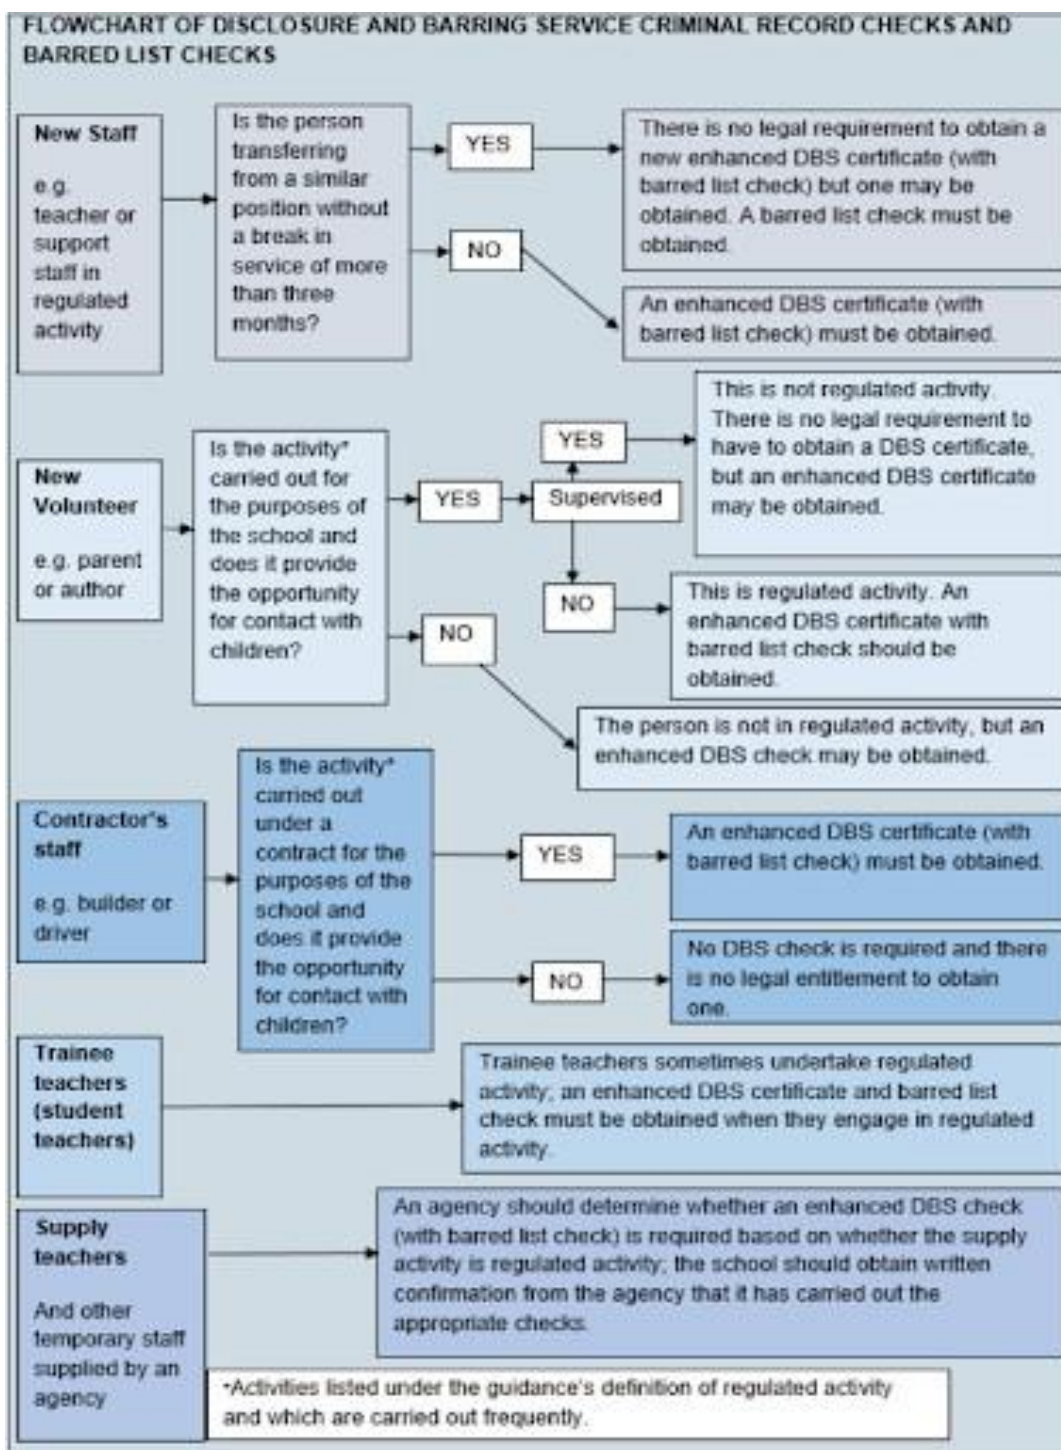 FLOWCHART OF DISCLOSURE AND BARRING SERVICE CRIMINAL RECORD CHECKS AND
BARRED LIST CHECKS
New Staff
e.g.
teacher or
support
staff in
regulated
activity
Is the person
transferring
from a similar
position without
a break in
service of more
than three
months?
YES
There is no legal requirement to obtain a
new enhanced DBS certificate (with
barred list check) but one may be
obtained. A barred list check must be
obtained.
NO
An enhanced DBS certificate (with
barred list check) must be obtained.
New
Volunteer
e.g. parent
or author
Is the activity*
carried out for
the purposes of
the school and
does it provide
the opportunity
for contact with
children?
YES
Supervised
YES
This is not regulated activity.
There is no legal requirement to
have to obtain a DBS certificate,
but an enhanced DBS certificate
may be obtained.
NO
This is regulated activity. An
enhanced DBS certificate with
barred list check should be
obtained.
NO
The person is not in regulated activity, but an
enhanced DBS check may be obtained.
Contractor's
staff
e.g. builder or
driver
Is the activity*
carried out
under a
contract for the
purposes of the
school and
does it provide
the opportunity
for contact with
children?
YES
An enhanced DBS certificate (with
barred list check) must be obtained.
NO
No DBS check is required and there
is no legal entitlement to obtain
one.
Trainee
teachers
(student
teachers)
Trainee teachers sometimes undertake regulated
activity; an enhanced DBS certificate and barred list
check must be obtained when they engage in regulated
activity.
Supply
teachers
And other
temporary staff
supplied by an
agency
An agency should determine whether an enhanced DBS check
(with barred list check) is required based on whether the supply
activity is regulated activity; the school should obtain written
confirmation from the agency that it has carried out the
appropriate checks.
*Activities listed under the guidance's definition of regulated activity
and which are carried out frequently.